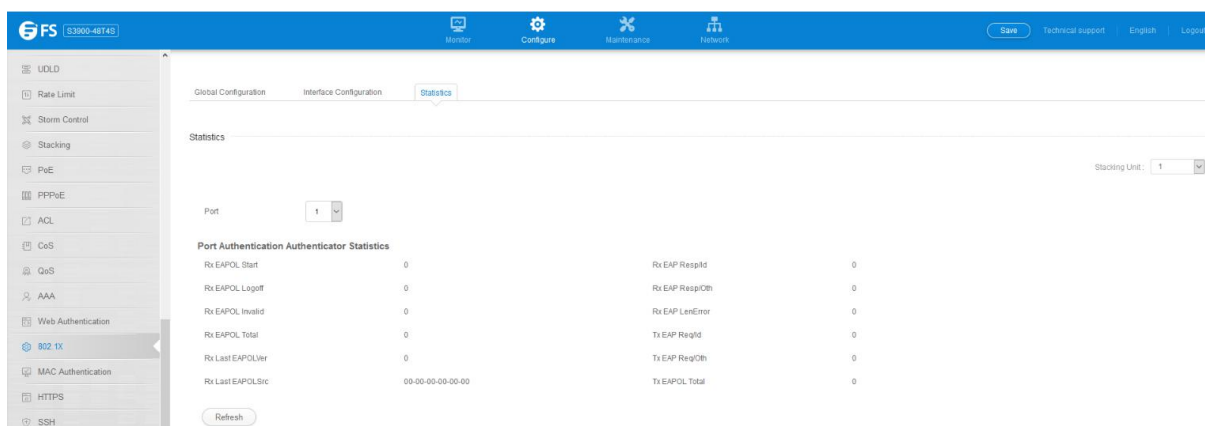 FS S3900-48T4S
Monitor
Configure
Maintenance
Network
Save
Technical support
English
Logout
UDLD
Rate Limit
Storm Control
Stacking
PoE
PPPoE
ACL
CoS
QoS
AAA
Web Authentication
802.1X
MAC Authentication
HTTPS
SSH
Global Configuration
Interface Configuration
Statistics
Statistics
Stacking Unit : 1
Port 1
Port Authentication Authenticator Statistics
Rx EAPOL Start 0 Rx EAP Resp/Id 0
Rx EAPOL Logoff 0 Rx EAP Resp/Oth 0
Rx EAPOL Invalid 0 Rx EAP LenError 0
Rx EAPOL Total 0 Tx EAP Req/Id 0
Rx Last EAPOLVer 0 Tx EAP Req/Oth 0
Rx Last EAPOLSrc 00-00-00-00-00-00 Tx EAPOL Total 0
Refresh